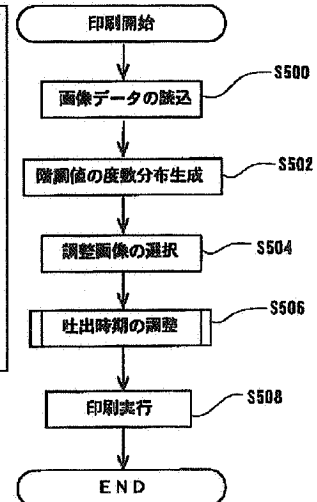 印刷開始
S500
画像データの読込
S502
階調値の度数分布生成
S504
調整画像の選択
S506
吐出時期の調整
S508
印刷実行
END